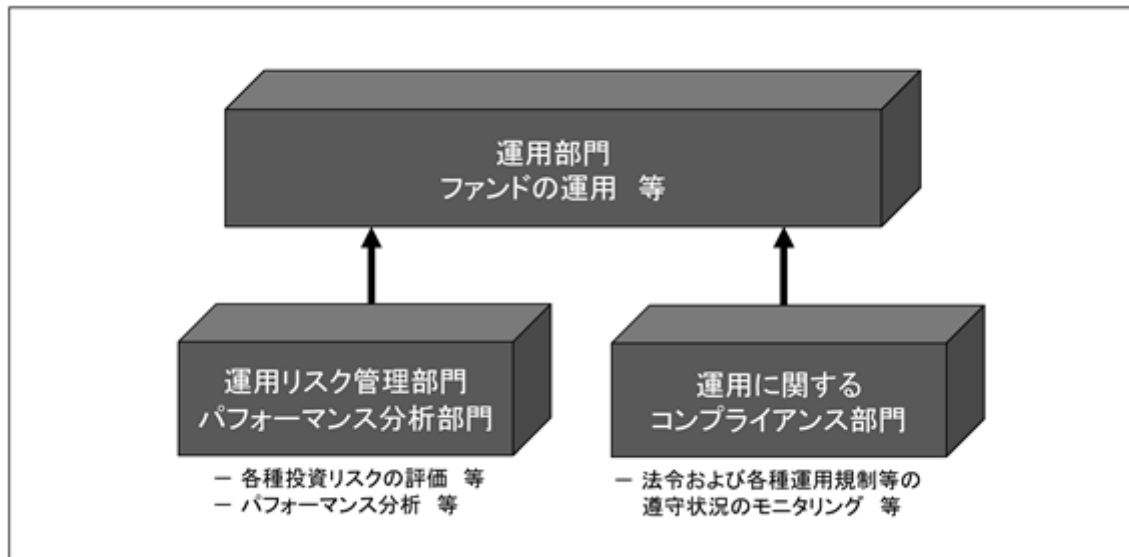 運用部門
ファンドの運用 等
運用リスク管理部門
パフォーマンス分析部門
― 各種投資リスクの評価 等
― パフォーマンス分析 等
運用に関する
コンプライアンス部門
― 法令および各種運用規制等の
遵守状況のモニタリング 等